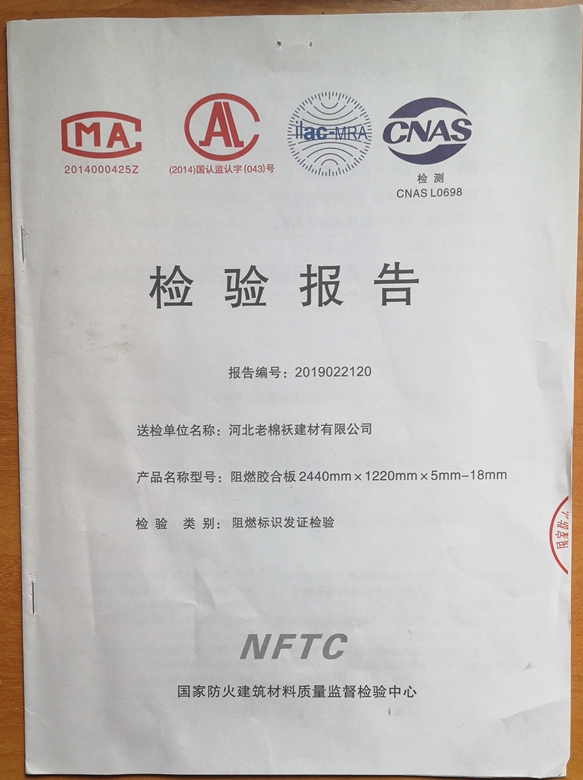 CMA
2014000425Z
CAL
(2014)国认监认字(043)号
ilac-MRA
CNAS
检 测
CNAS L0698
检 验 报 告
报告编号：2019022120
送检单位名称：河北老棉袄建材有限公司
产品名称型号：阻燃胶合板 2440mm×1220mm×5mm-18mm
检 验 类 别：阻燃标识发证检验
NFTC
国家防火建筑材料质量监督检验中心
国家防